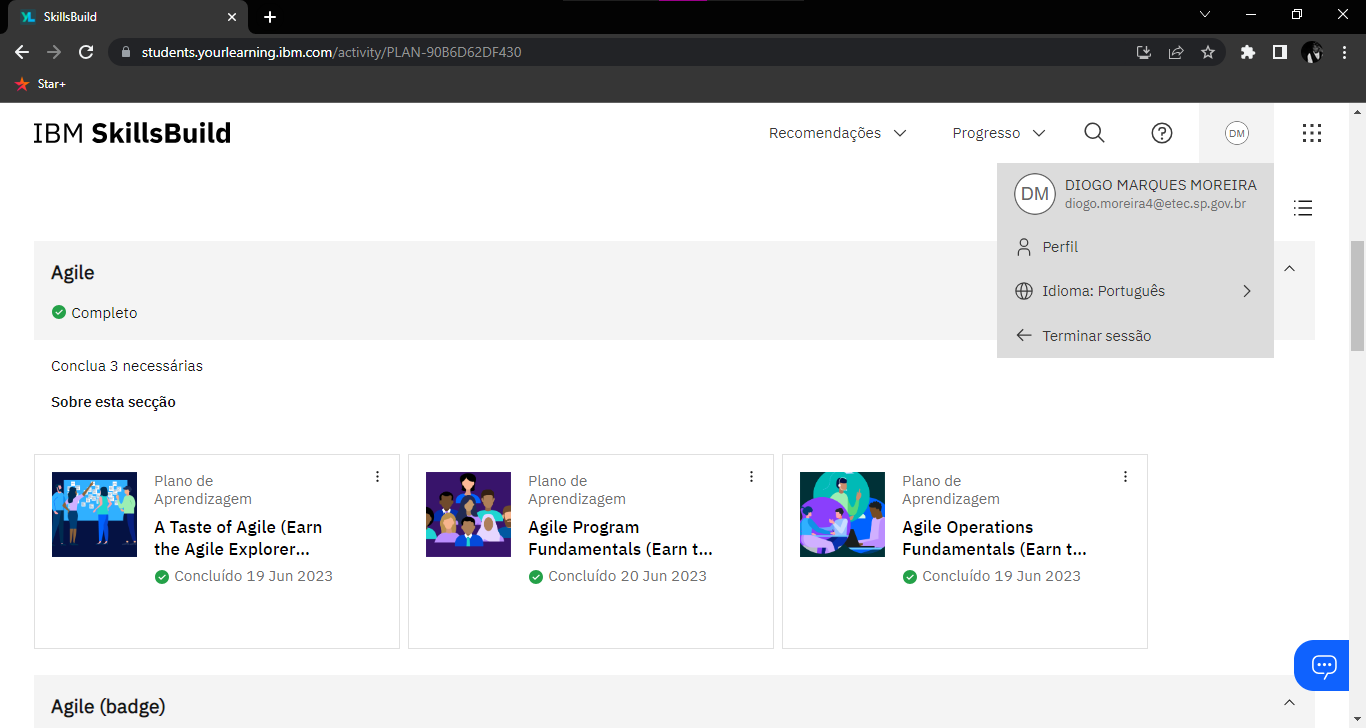 SkillsBuild
students.yourlearning.ibm.com/activity/PLAN-90B6D62DF430
Star+
IBM SkillsBuild
Recomendações
Progresso
DM
DM
DIOGO MARQUES MOREIRA
diogo.moreira4@etec.sp.gov.br
Perfil
Idioma: Português
Terminar sessão
Agile
Completo
Conclua 3 necessárias
Sobre esta secção
Plano de
Aprendizagem
A Taste of Agile (Earn
the Agile Explorer...
Concluído 19 Jun 2023
Plano de
Aprendizagem
Agile Program
Fundamentals (Earn t...
Concluído 20 Jun 2023
Plano de
Aprendizagem
Agile Operations
Fundamentals (Earn t...
Concluído 19 Jun 2023
Agile (badge)